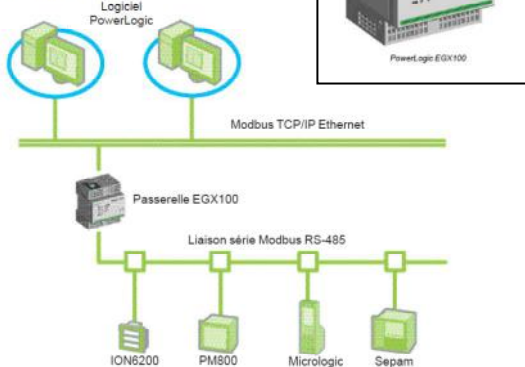 Logiciel
PowerLogic
PowerLogic EGX100
Modbus TCP/IP Ethernet
Passerelle EGX100
Liaison série Modbus RS-485
ION6200
PM800
Micrologic
Sepam